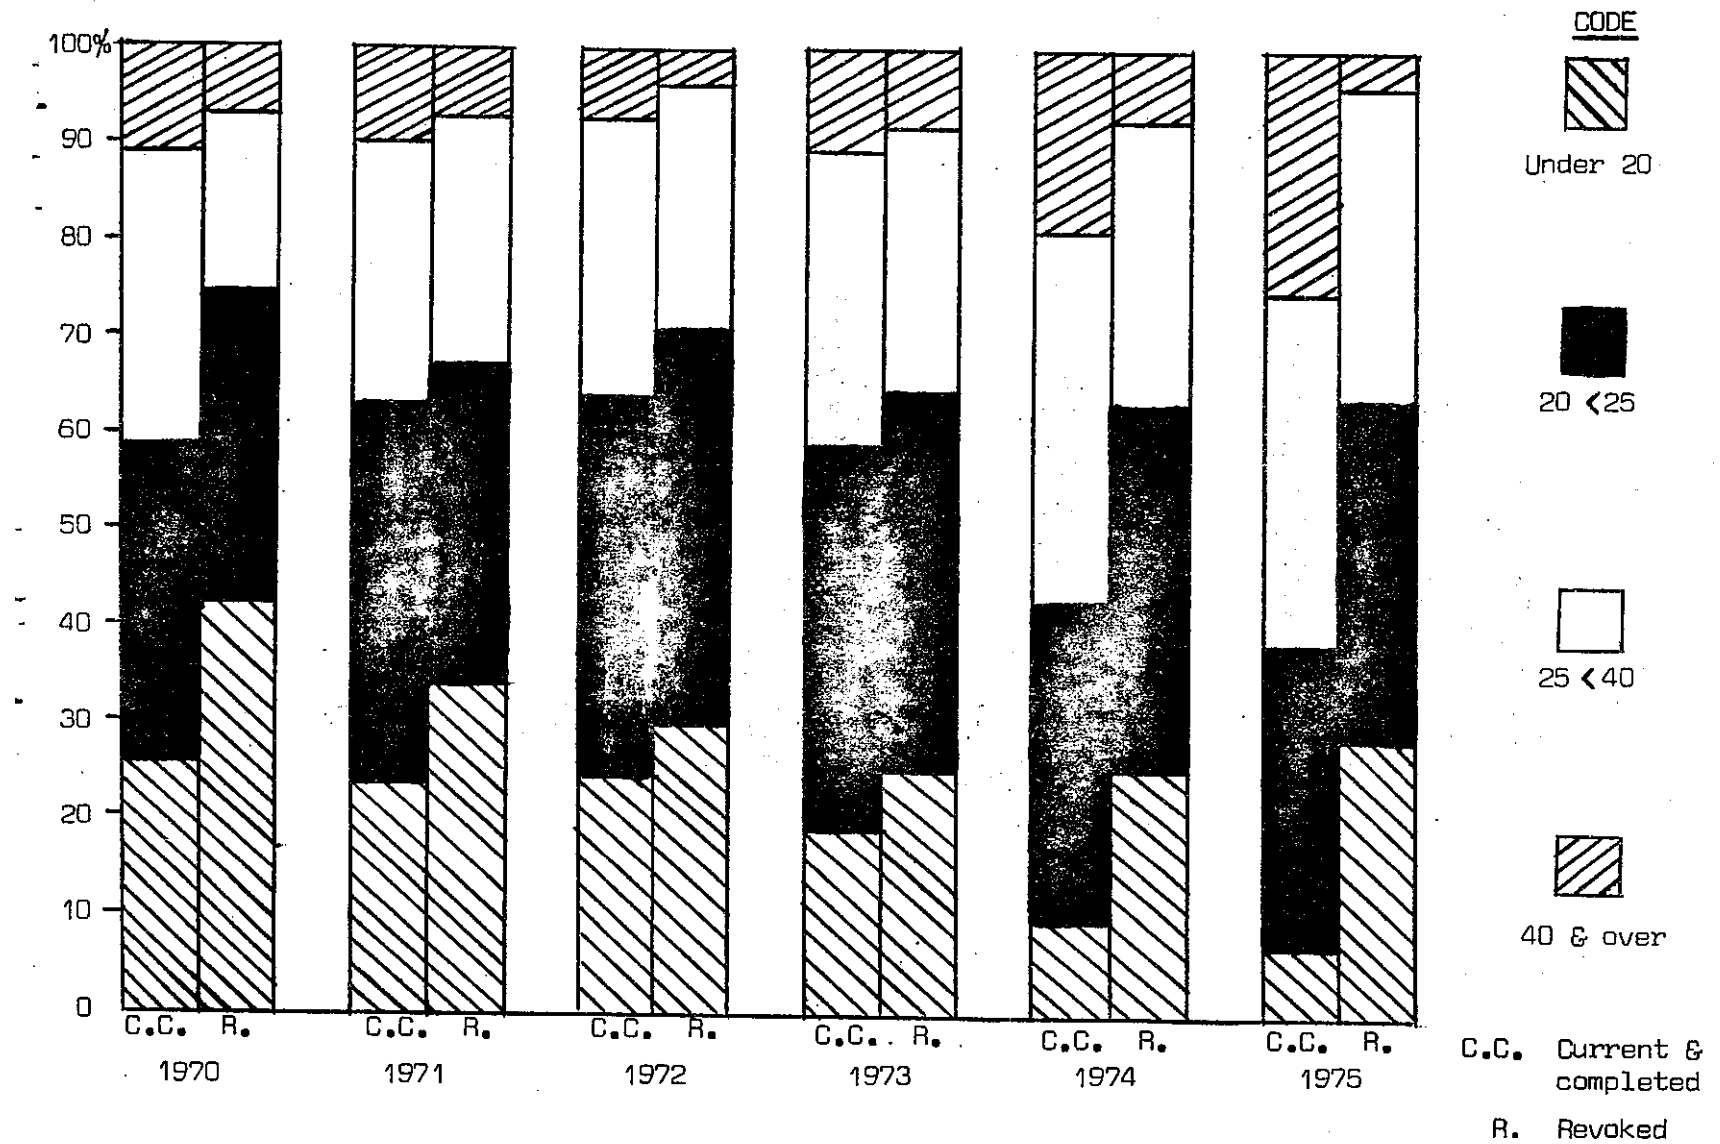 100%
90
80
70
60
50
40
30
20
10
0
C.C. R. C.C. R. C.C. R. C.C. R. C.C. R. C.C. R.
1970 1971 1972 1973 1974 1975
CODE
Under 20
20 <25
25 <40
40 & over
C.C. Current &
completed
R. Revoked